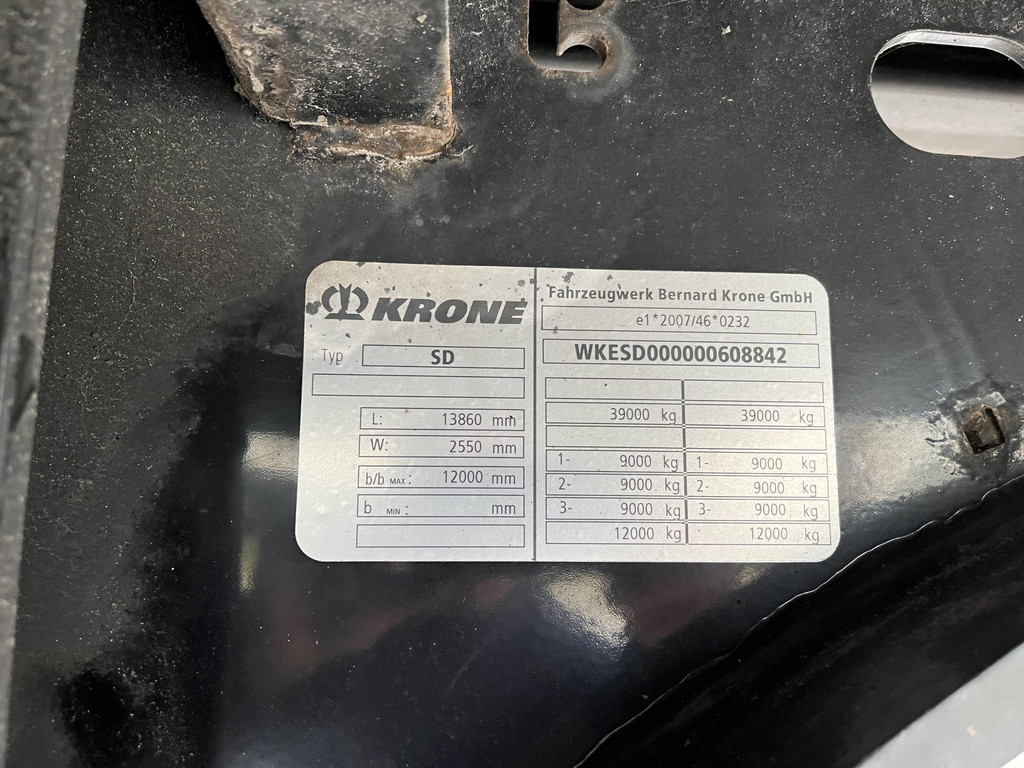 KRONE
Typ SD
L: 13860 mm
W: 2550 mm
b/b MAX: 12000 mm
b MIN: mm
Fahrzeugwerk Bernard Krone GmbH
e1*2007/46*0232
WKESD000000608842
39000 kg 39000 kg
1- 9000 kg 1- 9000 kg
2- 9000 kg 2- 9000 kg
3- 9000 kg 3- 9000 kg
12000 kg 12000 kg